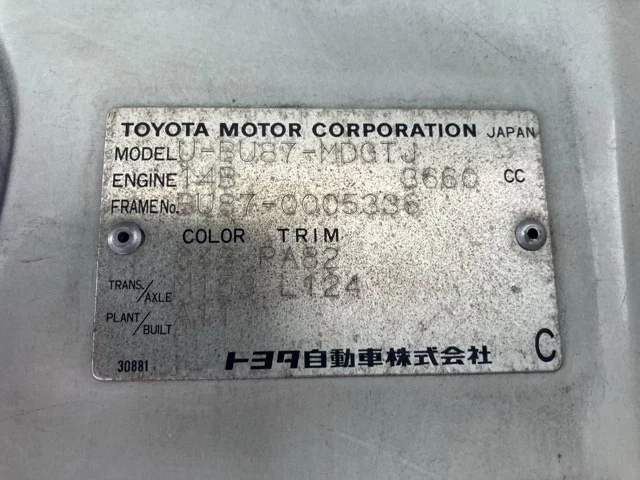 TOYOTA MOTOR CORPORATION JAPAN
MODEL U-BU87-MDGTJ
ENGINE 14B 3660 CC
FRAME No. BU87-0005336
COLOR TRIM
PA82
TRANS./AXLE L124
PLANT/BUILT
30881 トヨタ自動車株式会社 C